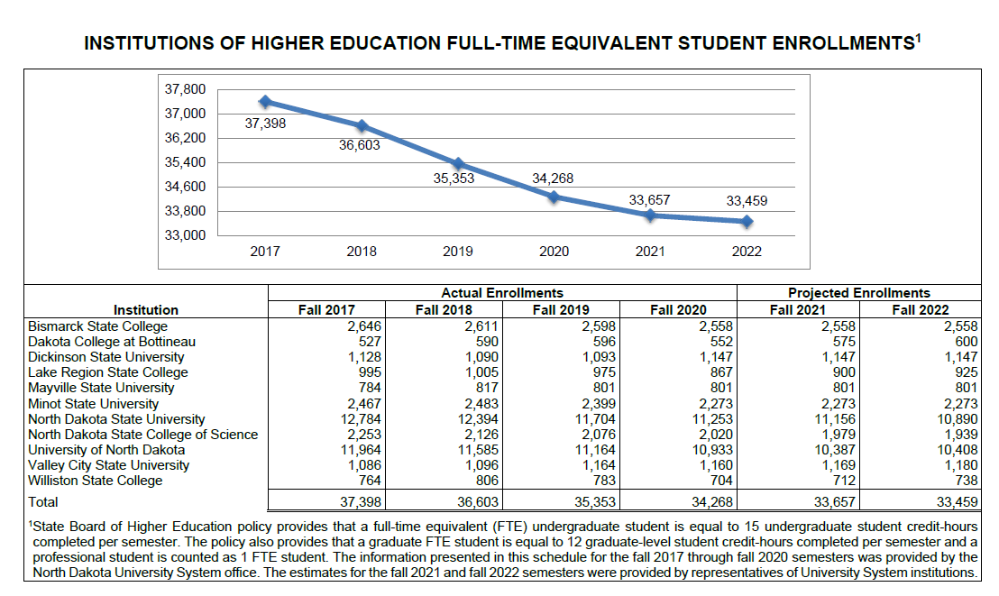 INSTITUTIONS OF HIGHER EDUCATION FULL-TIME EQUIVALENT STUDENT ENROLLMENTS¹
37,800
37,000
36,200
35,400
34,600
33,800
33,000
37,398
36,603
35,353
34,268
33,657
33,459
2017 2018 2019 2020 2021 2022
Actual Enrollments Projected Enrollments
Institution Fall 2017 Fall 2018 Fall 2019 Fall 2020 Fall 2021 Fall 2022
Bismarck State College 2,646 2,611 2,598 2,558 2,558 2,558
Dakota College at Bottineau 527 590 596 552 575 600
Dickinson State University 1,128 1,090 1,093 1,147 1,147 1,147
Lake Region State College 995 1,005 975 867 900 925
Mayville State University 784 817 801 801 801 801
Minot State University 2,467 2,483 2,399 2,273 2,273 2,273
North Dakota State University 12,784 12,394 11,704 11,253 11,156 10,890
North Dakota State College of Science 2,253 2,126 2,076 2,020 1,979 1,939
University of North Dakota 11,964 11,585 11,164 10,933 10,387 10,408
Valley City State University 1,086 1,096 1,164 1,160 1,169 1,180
Williston State College 764 806 783 704 712 738
Total 37,398 36,603 35,353 34,268 33,657 33,459
¹State Board of Higher Education policy provides that a full-time equivalent (FTE) undergraduate student is equal to 15 undergraduate student credit-hours
completed per semester. The policy also provides that a graduate FTE student is equal to 12 graduate-level student credit-hours completed per semester and a
professional student is counted as 1 FTE student. The information presented in this schedule for the fall 2017 through fall 2020 semesters was provided by the
North Dakota University System office. The estimates for the fall 2021 and fall 2022 semesters were provided by representatives of University System institutions.